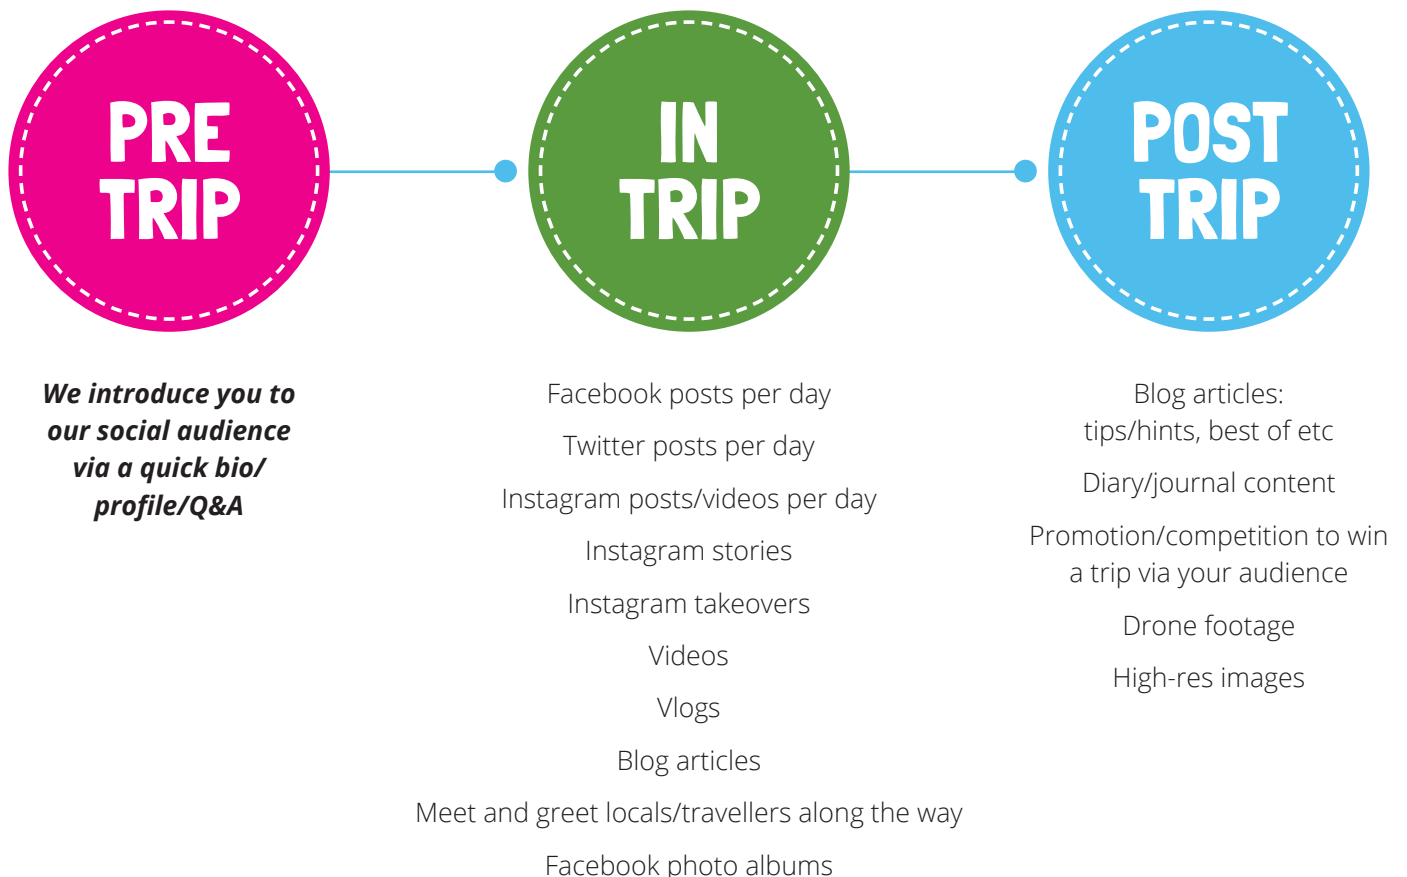 PRE
TRIP
IN
TRIP
POST
TRIP
We introduce you to
our social audience
via a quick bio/
profile/Q&A
Facebook posts per day
Twitter posts per day
Instagram posts/videos per day
Instagram stories
Instagram takeovers
Videos
Vlogs
Blog articles
Meet and greet locals/travellers along the way
Facebook photo albums
Blog articles:
tips/hints, best of etc
Diary/journal content
Promotion/competition to win
a trip via your audience
Drone footage
High-res images